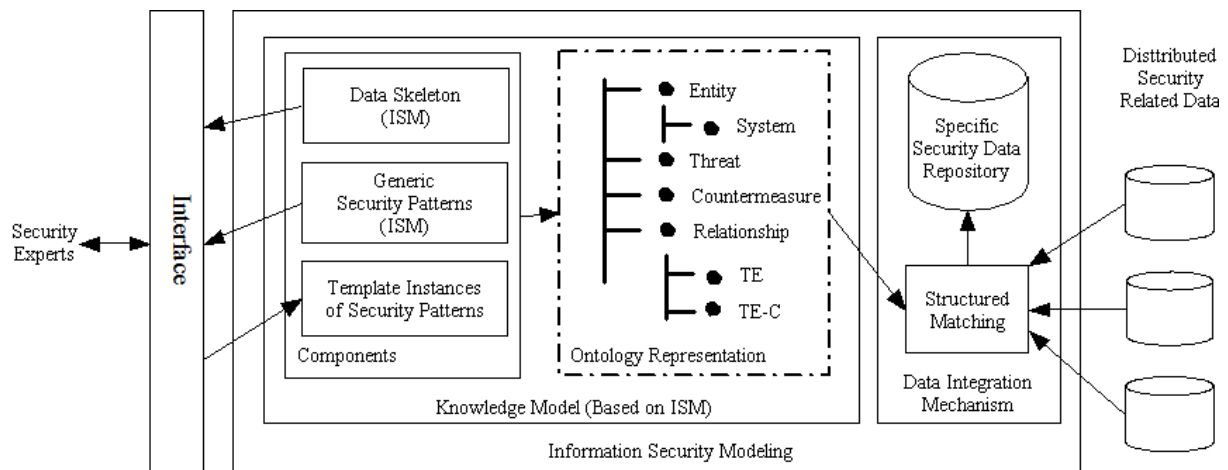 Security
Experts
Interface
Data Skeleton
(ISM)
Generic
Security Patterns
(ISM)
Template Instances
of Security Patterns
Components
Entity
System
Threat
Countermeasure
Relationship
TE
TE-C
Ontology Representation
Knowledge Model (Based on ISM)
Specific
Security Data
Repository
Structured
Matching
Data Integration
Mechanism
Information Security Modeling
Disttributed
Security
Related Data